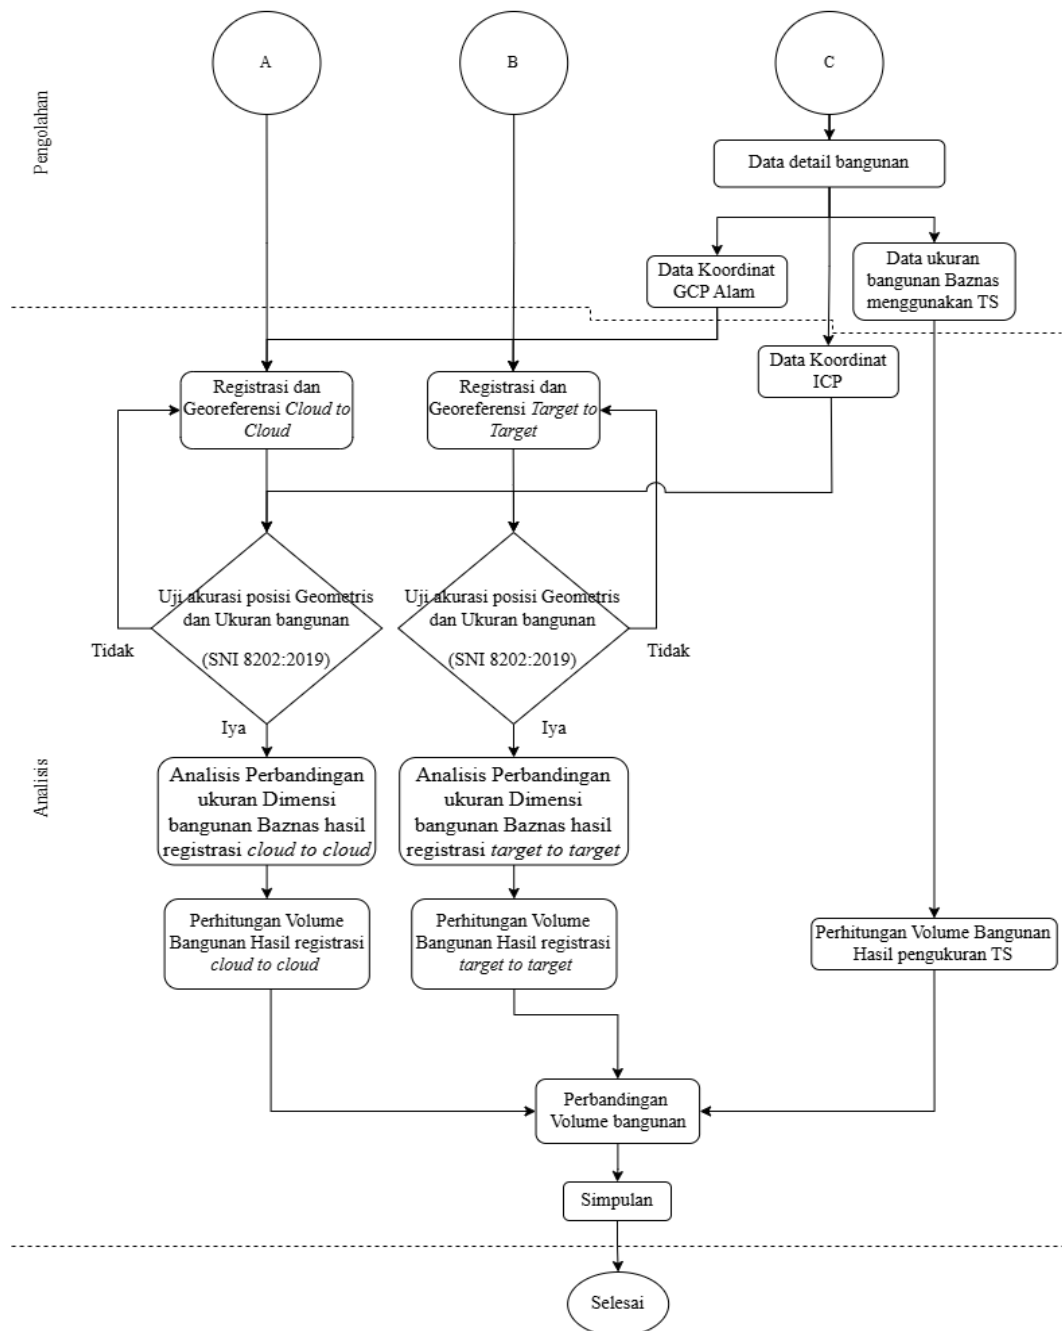 A
B
C
Pengolahan
Data detail bangunan
Data Koordinat
GCP Alam
Data ukuran
bangunan Baznas
menggunakan TS
Data Koordinat
ICP
Registrasi dan
Georeferensi Cloud to
Cloud
Registrasi dan
Georeferensi Target to
Target
Uji akurasi posisi Geometris
dan Ukuran bangunan
(SNI 8202:2019)
Uji akurasi posisi Geometris
dan Ukuran bangunan
(SNI 8202:2019)
Tidak
Tidak
Iya
Iya
Analisis
Analisis Perbandingan
ukuran Dimensi
bangunan Baznas hasil
registrasi cloud to cloud
Analisis Perbandingan
ukuran Dimensi
bangunan Baznas hasil
registrasi target to target
Perhitungan Volume
Bangunan Hasil registrasi
cloud to cloud
Perhitungan Volume
Bangunan Hasil registrasi
target to target
Perhitungan Volume Bangunan
Hasil pengukuran TS
Perbandingan
Volume bangunan
Simpulan
Selesai